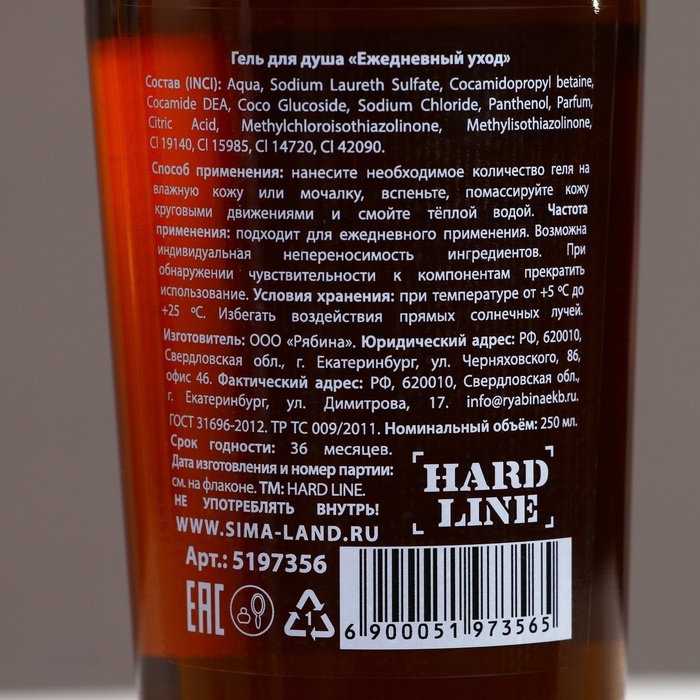 Гель для душа «Ежедневный уход»
Состав (INCI): Aqua, Sodium Laureth Sulfate, Cocamidopropyl betaine,
Cocamide DEA, Coco Glucoside, Sodium Chloride, Panthenol, Parfum,
Citric Acid, Methylchloroisothiazolinone, Methylisothiazolinone,
Cl 19140, Cl 15985, Cl 14720, Cl 42090.
Способ применения: нанесите необходимое количество геля на
влажную кожу или мочалку, вспеньте, помассируйте кожу
круговыми движениями и смойте тёплой водой. Частота
применения: подходит для ежедневного применения. Возможна
индивидуальная непереносимость ингредиентов. При
обнаружении чувствительности к компонентам прекратить
использование. Условия хранения: при температуре от +5 ºC до
+25 ºC. Избегать воздействия прямых солнечных лучей.
Изготовитель: ООО «Рябина». Юридический адрес: РФ, 620010,
Свердловская обл., г. Екатеринбург, ул. Черняховского, 86,
офис 46. Фактический адрес: РФ, 620010, Свердловская обл.,
г. Екатеринбург, ул. Димитрова, 17. info@ryabinaekb.ru.
ГОСТ 31696-2012. ТР ТС 009/2011. Номинальный объём: 250 мл.
Срок годности: 36 месяцев.
Дата изготовления и номер партии:
см. на флаконе. ТМ: HARD LINE.
НЕ УПОТРЕБЛЯТЬ ВНУТРЬ!
WWW.SIMA-LAND.RU
Арт.: 5197356
HARD
LINE
EAC
1
6 900051 973565